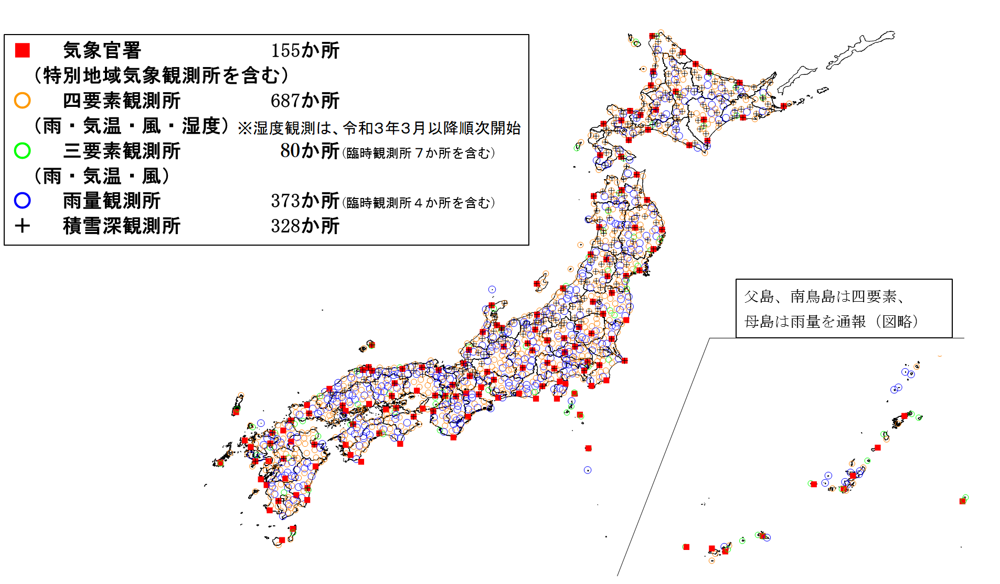 気象官署 155か所
（特別地域気象観測所を含む）
四要素観測所 687か所
（雨・気温・風・湿度）※湿度観測は、令和３年３月以降順次開始
三要素観測所 80か所（臨時観測所７か所を含む）
（雨・気温・風）
雨量観測所 373か所（臨時観測所４か所を含む）
積雪深観測所 328か所
父島、南鳥島は四要素、
母島は雨量を通報（図略）